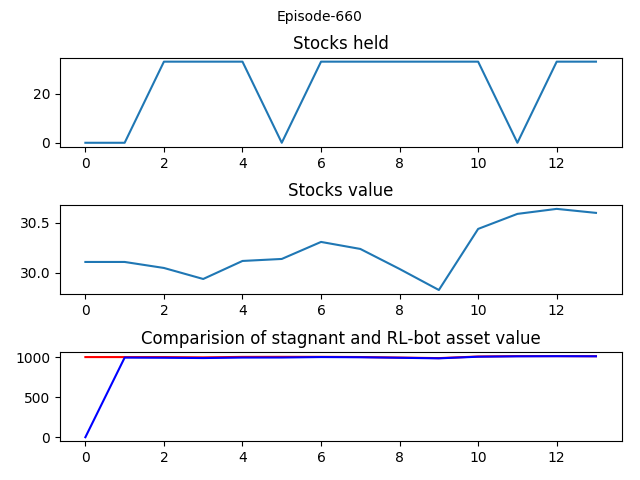 Episode-660
Stocks held
20
0
0 2 4 6 8 10 12
Stocks value
30.5
30.0
0 2 4 6 8 10 12
Comparision of stagnant and RL-bot asset value
1000
500
0
0 2 4 6 8 10 12